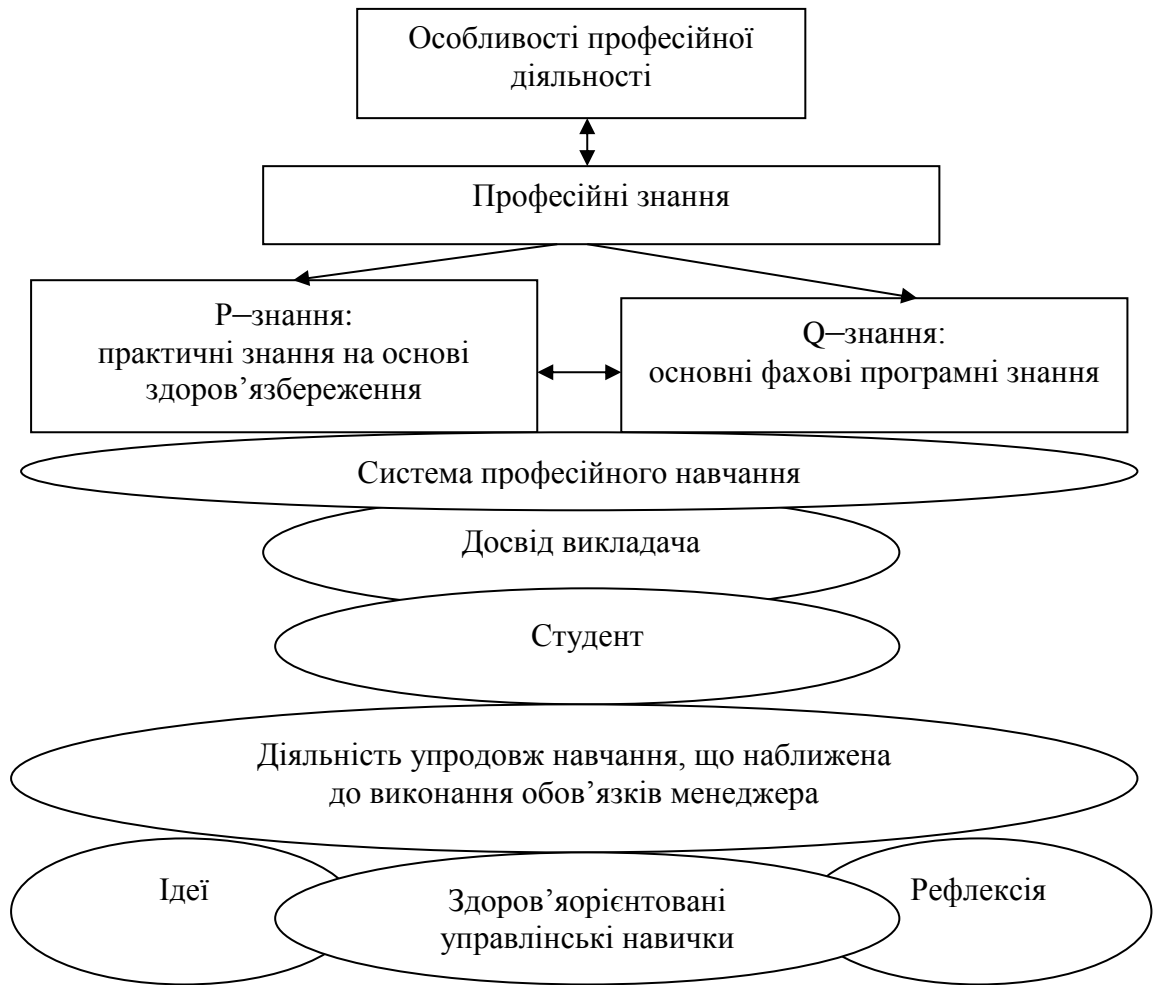 Особливості професійної
діяльності
Професійні знання
Р–знання:
практичні знання на основі
здоров’язбереження
Q–знання:
основні фахові програмні знання
Система професійного навчання
Досвід викладача
Студент
Діяльність упродовж навчання, що наближена
до виконання обов’язків менеджера
Ідеї
Здоров’яорієнтовані
управлінські навички
Рефлексія